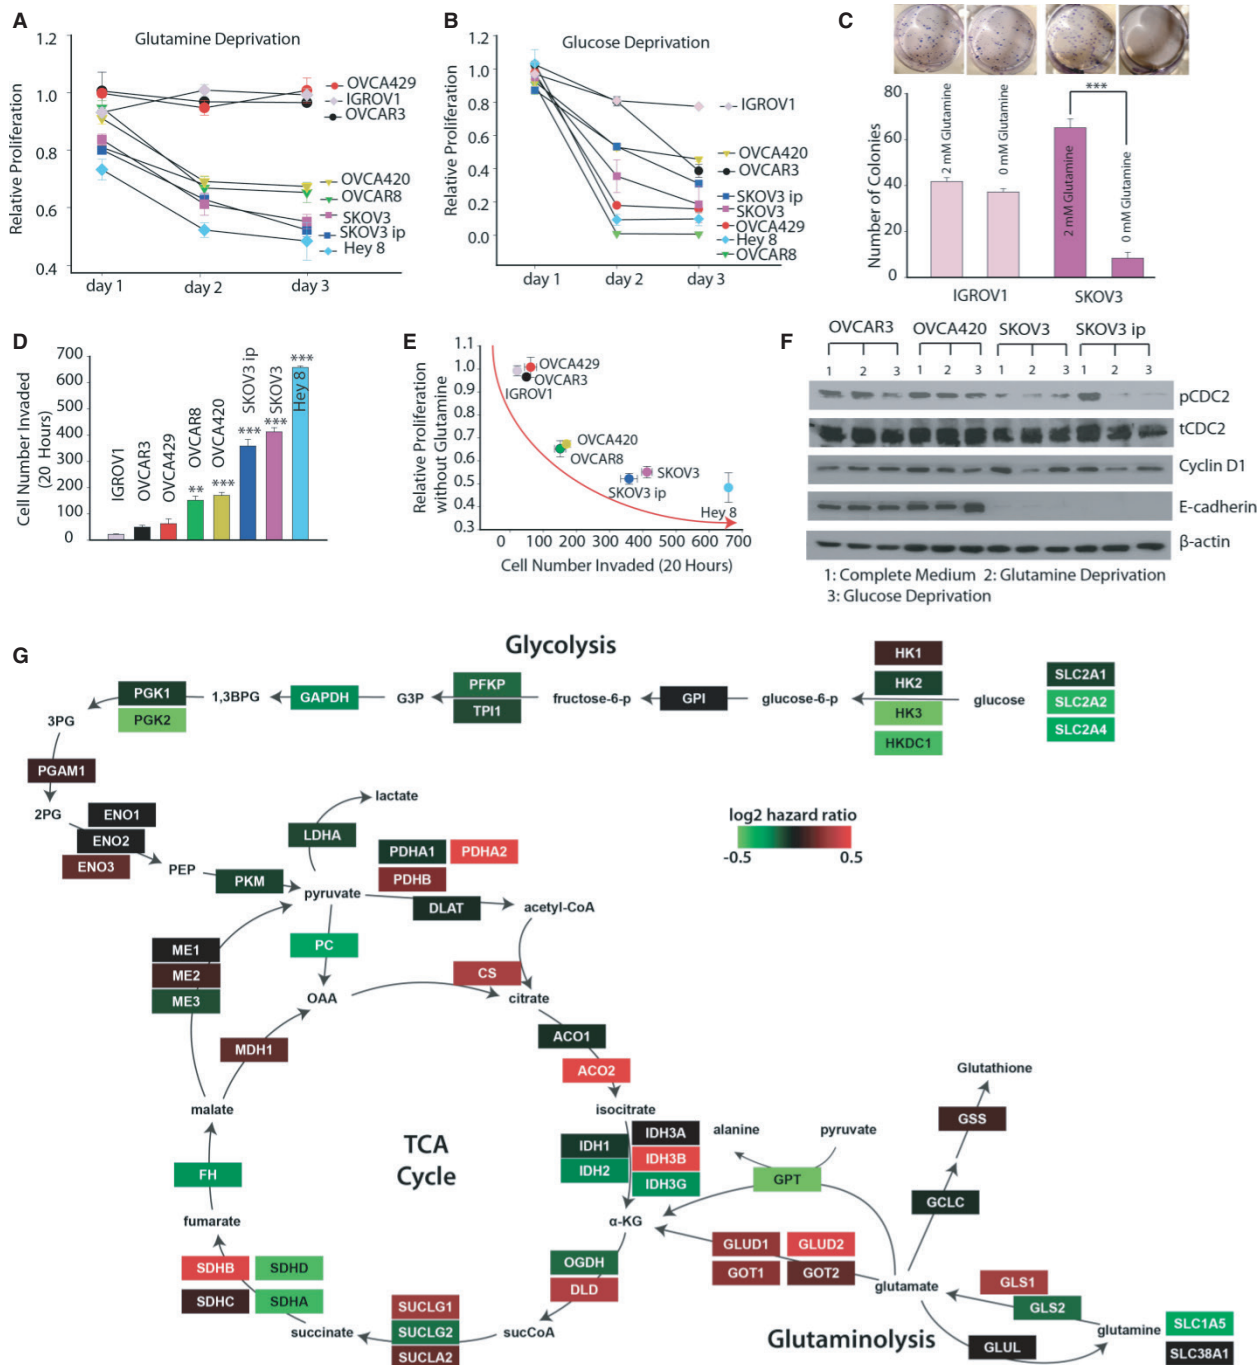 A
Glutamine Deprivation
Relative Proliferation
1.2
1.0
0.8
0.6
0.4
day 1
day 2
day 3
OVCA429
IGROV1
OVCAR3
OVCA420
OVCAR8
SKOV3
SKOV3 ip
Hey 8
B
Glucose Deprivation
Relative Proliferation
1.2
1.0
0.8
0.6
0.4
0.2
0.0
day 1
day 2
day 3
IGROV1
OVCA420
OVCAR3
SKOV3 ip
SKOV3
OVCA429
Hey 8
OVCAR8
C
Number of Colonies
80
60
40
20
0
2 mM Glutamine
0 mM Glutamine
2 mM Glutamine
0 mM Glutamine
***
IGROV1
SKOV3
D
Cell Number Invaded
(20 Hours)
700
600
500
400
300
200
100
0
IGROV1
OVCAR3
OVCA429
OVCAR8
**
OVCA420
***
SKOV3 ip
***
SKOV3
***
Hey 8
***
E
Relative Proliferation
without Glutamine
1.1
1.0
0.9
0.8
0.7
0.6
0.5
0.4
0.3
0 100 200 300 400 500 600 700
Cell Number Invaded (20 Hours)
OVCA429
OVCAR3
IGROV1
OVCA420
OVCAR8
SKOV3
SKOV3 ip
Hey 8
F
OVCAR3 OVCA420 SKOV3 SKOV3 ip
1 2 3 1 2 3 1 2 3 1 2 3
pCDC2
tCDC2
Cyclin D1
E-cadherin
β-actin
1: Complete Medium 2: Glutamine Deprivation
3: Glucose Deprivation
G
Glycolysis
HK1
HK2
HK3
HKDC1
SLC2A1
SLC2A2
SLC2A4
glucose
glucose-6-p
GPI
fructose-6-p
PFKP
TPI1
G3P
GAPDH
1,3BPG
PGK1
PGK2
3PG
PGAM1
2PG
ENO1
ENO2
ENO3
PEP
PKM
pyruvate
LDHA
lactate
PDHA1
PDHA2
PDHB
DLAT
acetyl-CoA
log2 hazard ratio
-0.5
0.5
PC
OAA
ME1
ME2
ME3
MDH1
CS
citrate
ACO1
ACO2
isocitrate
malate
FH
fumarate
TCA
Cycle
IDH1
IDH2
IDH3A
IDH3B
IDH3G
α-KG
alanine
pyruvate
GPT
Glutathione
GSS
GCLC
GLUD1
GLUD2
GOT1
GOT2
glutamate
GLS1
GLS2
glutamine
SLC1A5
SLC38A1
GLUL
Glutaminolysis
OGDH
DLD
sucCoA
SUCLG1
SUCLG2
SUCLA2
succinate
SDHB
SDHD
SDHC
SDHA